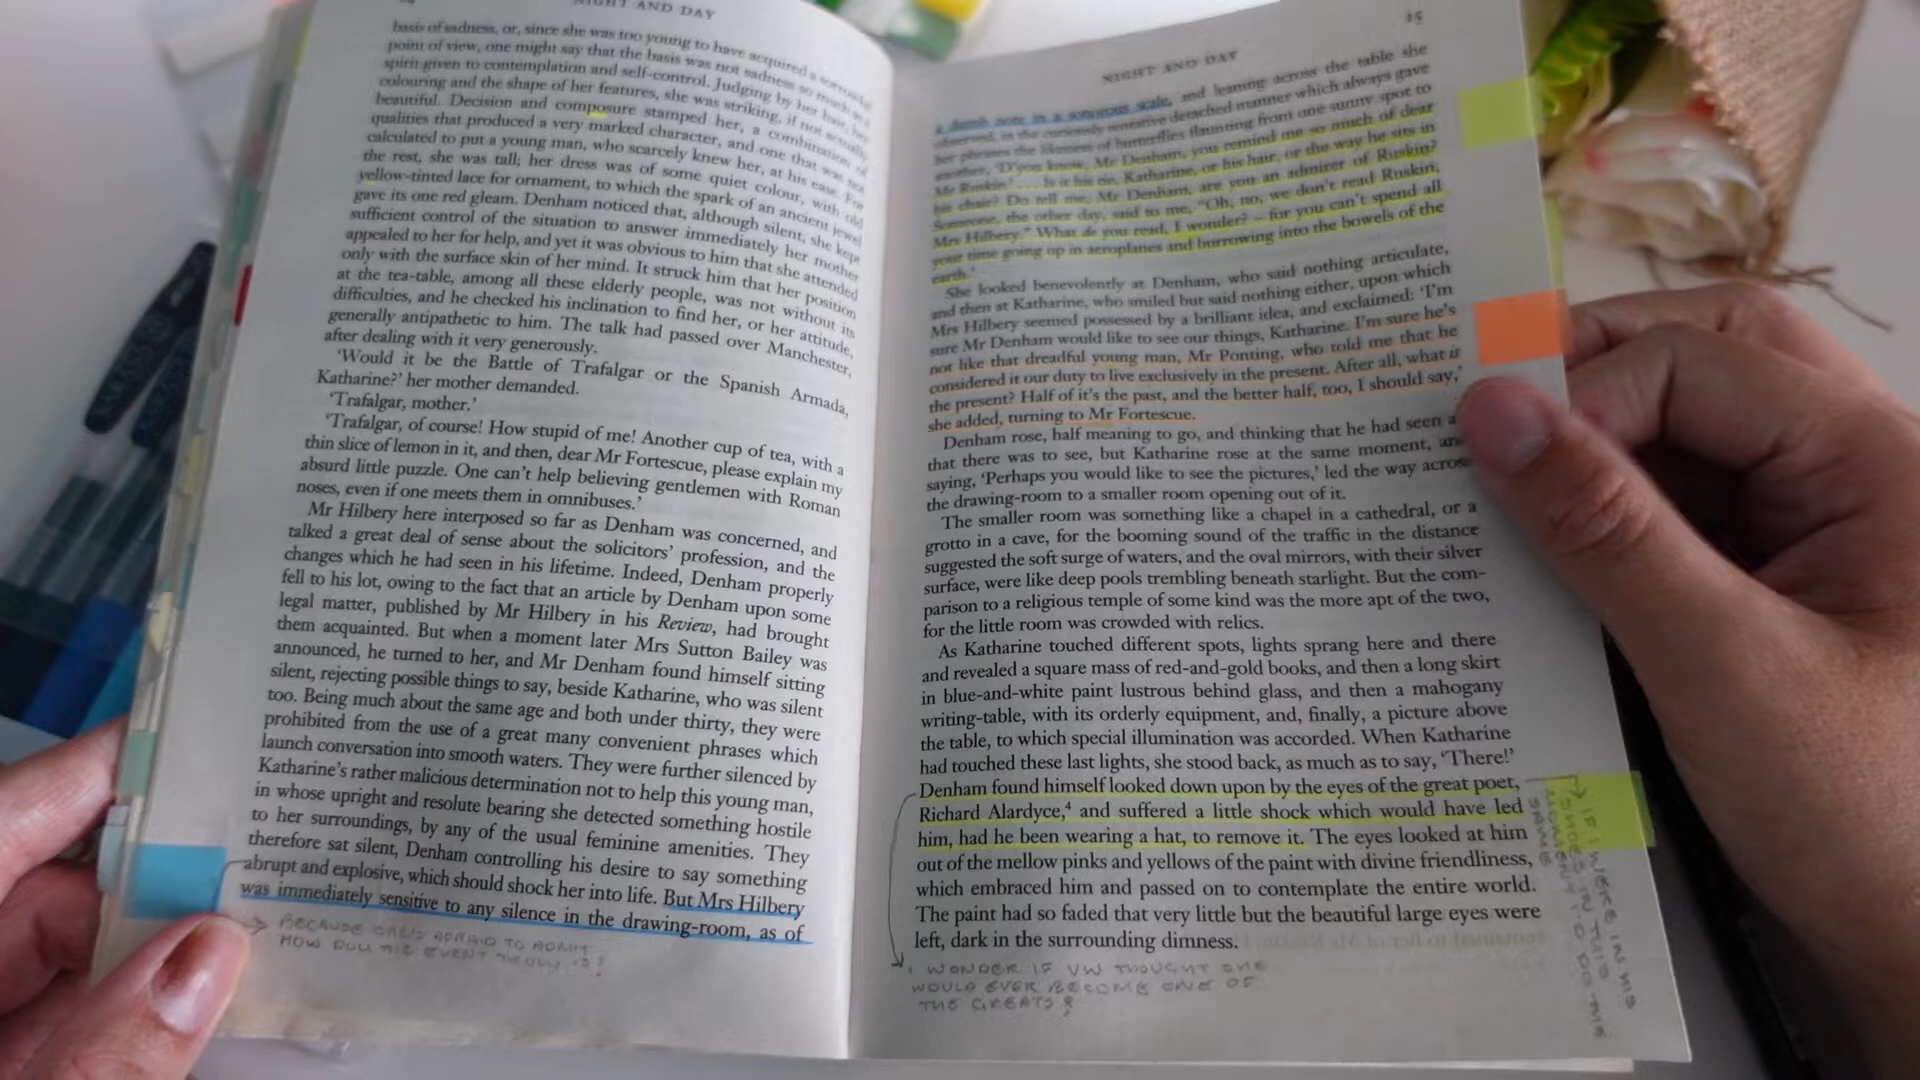 NIGHT AND DAY
basis of sadness, or, since she was too young to have acquired a sorrowful
point of view, one might say that the basis was not sadness so much as a
spirit given to contemplation and self-control. Judging by her hair, her
colouring and the shape of her features, she was striking, if not actually
beautiful. Decision and composure stamped her, a combination of
qualities that produced a very marked character, and one that was not
calculated to put a young man, who scarcely knew her, at his ease. For
the rest, she was tall; her dress was of some quiet colour, with old
yellow-tinted lace for ornament, to which the spark of an ancient jewel
gave its one red gleam. Denham noticed that, although silent, she kept
sufficient control of the situation to answer immediately her mother
appealed to her for help, and yet it was obvious to him that she attended
only with the surface skin of her mind. It struck him that her position
at the tea-table, among all these elderly people, was not without its
difficulties, and he checked his inclination to find her, or her attitude,
generally antipathetic to him. The talk had passed over Manchester,
after dealing with it very generously.
‘Would it be the Battle of Trafalgar or the Spanish Armada,
Katharine?’ her mother demanded.
‘Trafalgar, mother.’
‘Trafalgar, of course! How stupid of me! Another cup of tea, with a
thin slice of lemon in it, and then, dear Mr Fortescue, please explain my
absurd little puzzle. One can’t help believing gentlemen with Roman
noses, even if one meets them in omnibuses.’
Mr Hilbery here interposed so far as Denham was concerned, and
talked a great deal of sense about the solicitors’ profession, and the
changes which he had seen in his lifetime. Indeed, Denham properly
fell to his lot, owing to the fact that an article by Denham upon some
legal matter, published by Mr Hilbery in his Review, had brought
them acquainted. But when a moment later Mrs Sutton Bailey was
announced, he turned to her, and Mr Denham found himself sitting
silent, rejecting possible things to say, beside Katharine, who was silent
too. Being much about the same age and both under thirty, they were
prohibited from the use of a great many convenient phrases which
launch conversation into smooth waters. They were further silenced by
Katharine’s rather malicious determination not to help this young man,
in whose upright and resolute bearing she detected something hostile
to her surroundings, by any of the usual feminine amenities. They
therefore sat silent, Denham controlling his desire to say something
abrupt and explosive, which should shock her into life. But Mrs Hilbery
was immediately sensitive to any silence in the drawing-room, as of
BECAUSE SHE'S AFRAID TO ADMIT
HOW DULL THE EVENT TRULY IS?
15
NIGHT AND DAY
a dumb note in a sonorous scale, and leaning across the table she
observed, in the curiously tentative detached manner which always gave
her phrases the likeness of butterflies flaunting from one sunny spot to
another, ‘D’you know, Mr Denham, you remind me so much of dear
Mr Ruskin? . . . Is it his tie, Katharine, or his hair, or the way he sits in
his chair? Do tell me, Mr Denham, are you an admirer of Ruskin?
Someone, the other day, said to me, “Oh, no, we don’t read Ruskin,
Mrs Hilbery.” What do you read, I wonder? – for you can’t spend all
your time going up in aeroplanes and burrowing into the bowels of the
earth.’
She looked benevolently at Denham, who said nothing articulate,
and then at Katharine, who smiled but said nothing either, upon which
Mrs Hilbery seemed possessed by a brilliant idea, and exclaimed: ‘I’m
sure Mr Denham would like to see our things, Katharine. I’m sure he’s
not like that dreadful young man, Mr Ponting, who told me that he
considered it our duty to live exclusively in the present. After all, what is
the present? Half of it’s the past, and the better half, too, I should say,’
she added, turning to Mr Fortescue.
Denham rose, half meaning to go, and thinking that he had seen a
that there was to see, but Katharine rose at the same moment, an
saying, ‘Perhaps you would like to see the pictures,’ led the way across
the drawing-room to a smaller room opening out of it.
The smaller room was something like a chapel in a cathedral, or a
grotto in a cave, for the booming sound of the traffic in the distance
suggested the soft surge of waters, and the oval mirrors, with their silver
surface, were like deep pools trembling beneath starlight. But the com-
parison to a religious temple of some kind was the more apt of the two,
for the little room was crowded with relics.
As Katharine touched different spots, lights sprang here and there
and revealed a square mass of red-and-gold books, and then a long skirt
in blue-and-white paint lustrous behind glass, and then a mahogany
writing-table, with its orderly equipment, and, finally, a picture above
the table, to which special illumination was accorded. When Katharine
had touched these last lights, she stood back, as much as to say, ‘There!’
Denham found himself looked down upon by the eyes of the great poet,
Richard Alardyce,⁴ and suffered a little shock which would have led
him, had he been wearing a hat, to remove it. The eyes looked at him
out of the mellow pinks and yellows of the paint with divine friendliness,
which embraced him and passed on to contemplate the entire world.
The paint had so faded that very little but the beautiful large eyes were
left, dark in the surrounding dimness.
I WONDER IF VW THOUGHT ONE
WOULD EVER BECOME ONE OF
THE GREATS?
IF I WERE IN HIS
SHOES IN THIS
MOMENT I'D DO THE
SAME